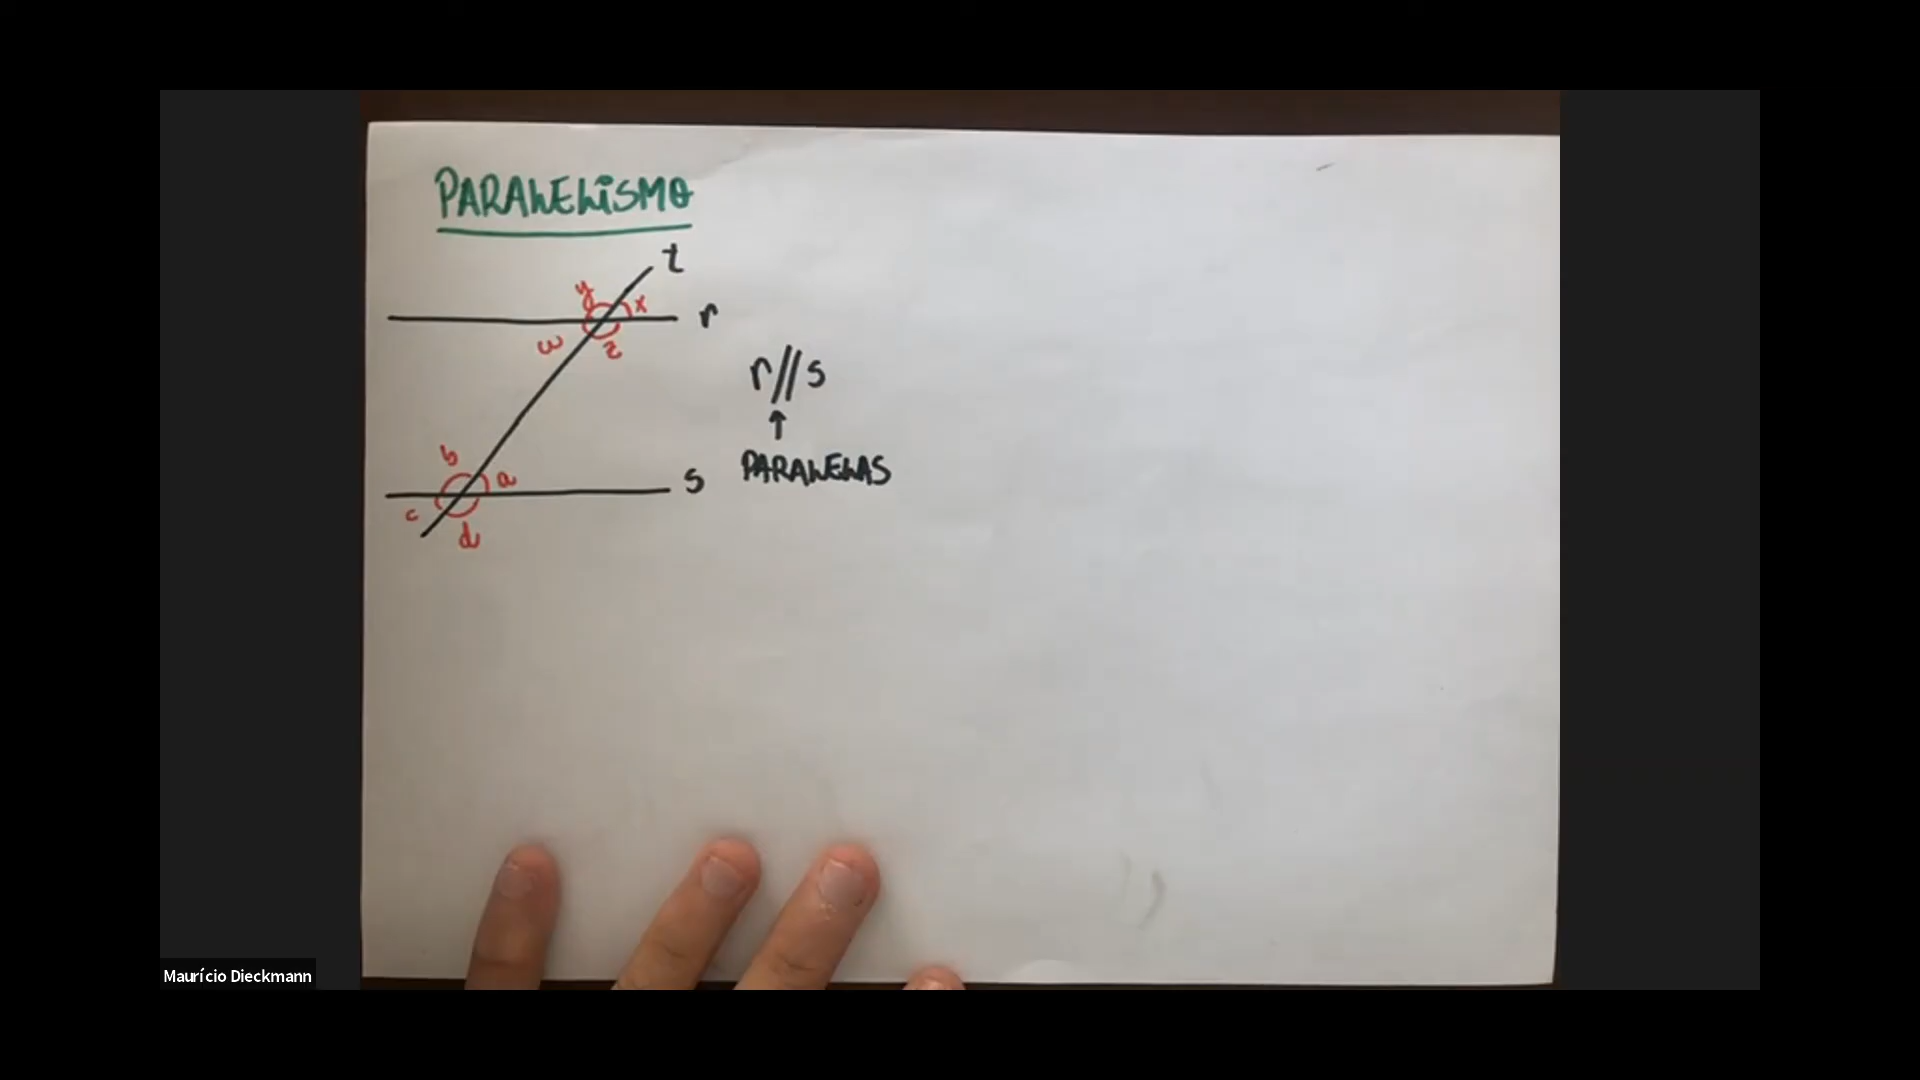 PARALELISMO
t
y x
r
w z
r//s
↑
PARALELAS
b a
s
c d
Maurício Dieckmann